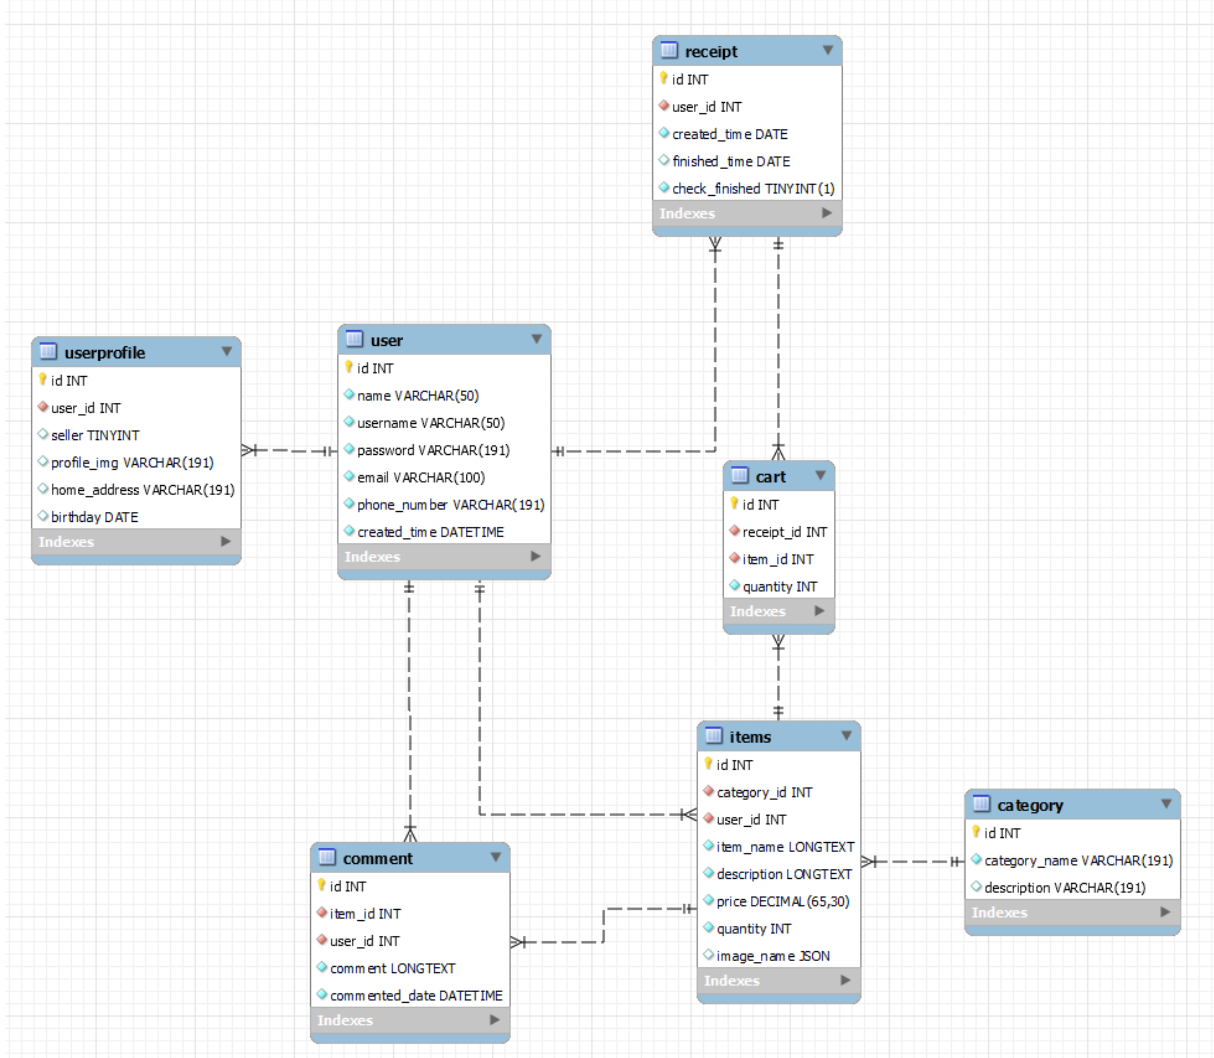 receipt
id INT
user_id INT
created_time DATE
finished_time DATE
check_finished TINYINT(1)
Indexes
userprofile
id INT
user_id INT
seller TINYINT
profile_img VARCHAR(191)
home_address VARCHAR(191)
birthday DATE
Indexes
user
id INT
name VARCHAR(50)
username VARCHAR(50)
password VARCHAR(191)
email VARCHAR(100)
phone_number VARCHAR(191)
created_time DATETIME
Indexes
cart
id INT
receipt_id INT
item_id INT
quantity INT
Indexes
items
id INT
category_id INT
user_id INT
item_name LONGTEXT
description LONGTEXT
price DECIMAL(65,30)
quantity INT
image_name JSON
Indexes
category
id INT
category_name VARCHAR(191)
description VARCHAR(191)
Indexes
comment
id INT
item_id INT
user_id INT
comment LONGTEXT
commented_date DATETIME
Indexes